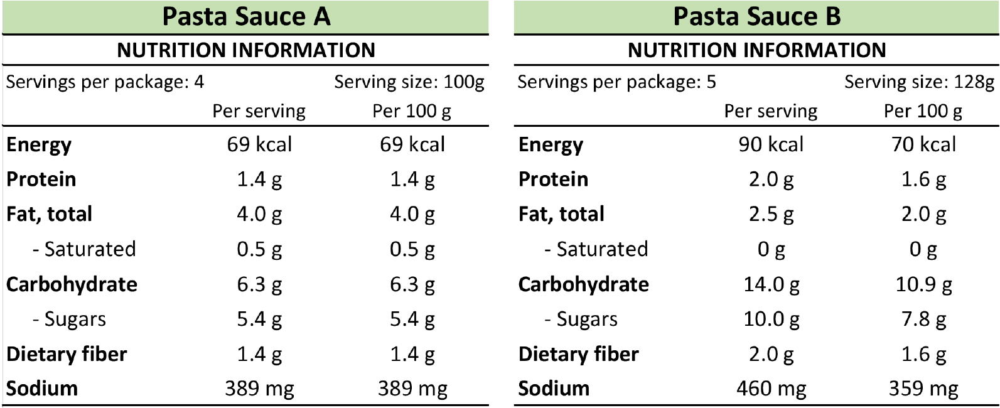 Pasta Sauce A
NUTRITION INFORMATION
Servings per package: 4 Serving size: 100g
Per serving Per 100 g
Energy 69 kcal 69 kcal
Protein 1.4 g 1.4 g
Fat, total 4.0 g 4.0 g
- Saturated 0.5 g 0.5 g
Carbohydrate 6.3 g 6.3 g
- Sugars 5.4 g 5.4 g
Dietary fiber 1.4 g 1.4 g
Sodium 389 mg 389 mg
Pasta Sauce B
NUTRITION INFORMATION
Servings per package: 5 Serving size: 128g
Per serving Per 100 g
Energy 90 kcal 70 kcal
Protein 2.0 g 1.6 g
Fat, total 2.5 g 2.0 g
- Saturated 0 g 0 g
Carbohydrate 14.0 g 10.9 g
- Sugars 10.0 g 7.8 g
Dietary fiber 2.0 g 1.6 g
Sodium 460 mg 359 mg